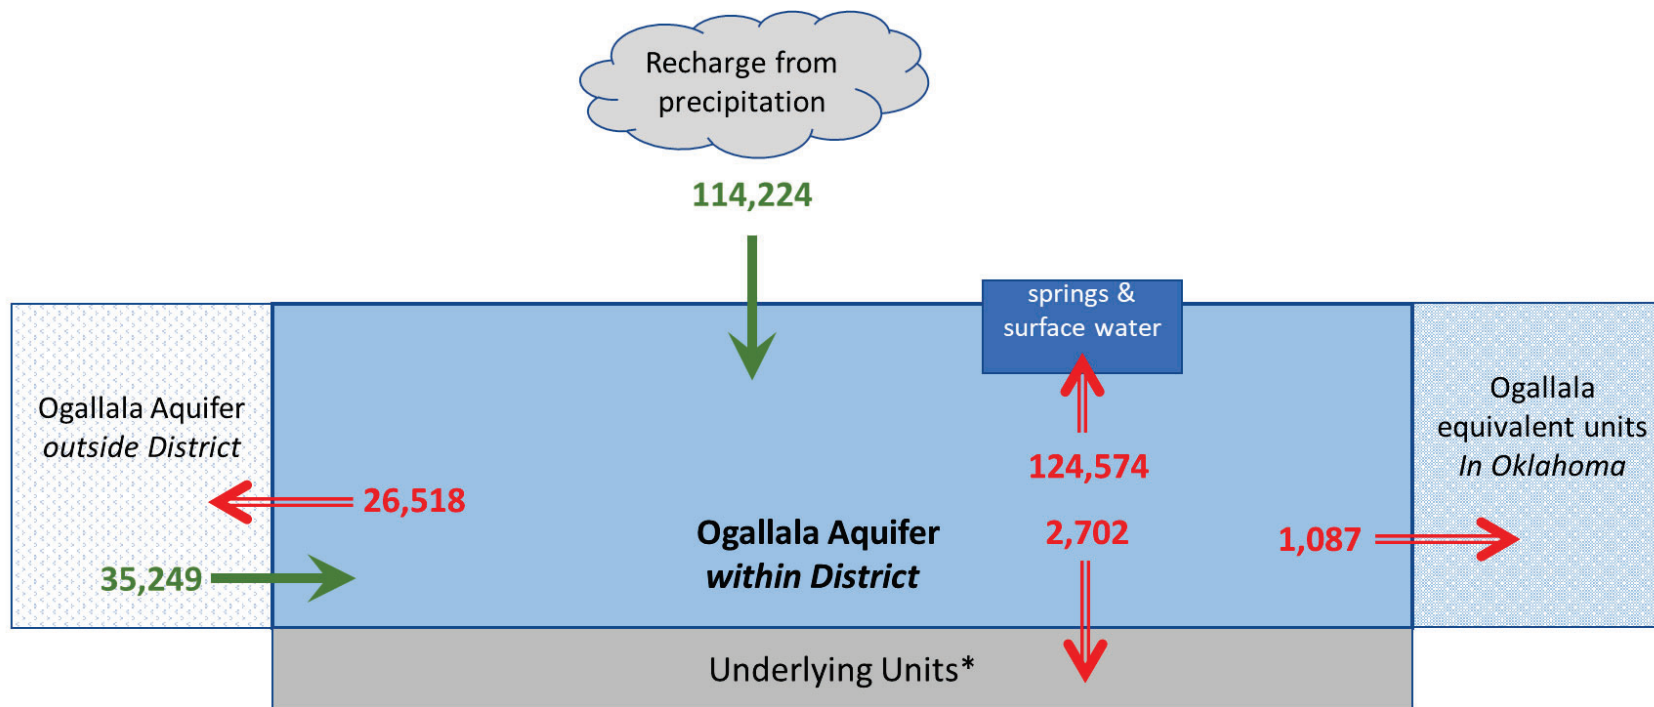 Recharge from
precipitation
114,224
springs &
surface water
Ogallala Aquifer
outside District
Ogallala
equivalent units
In Oklahoma
124,574
26,518
Ogallala Aquifer
within District
2,702
1,087
35,249
Underlying Units*